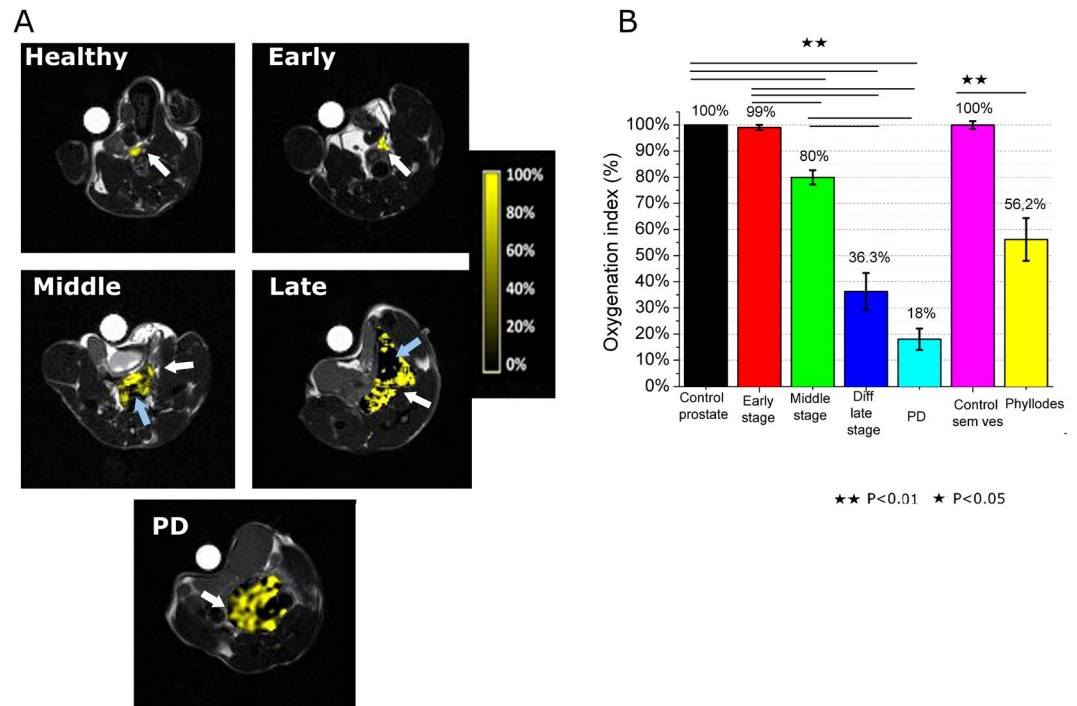 A
Healthy
Early
Middle
Late
PD
100%
80%
60%
40%
20%
0%
B
★★
★★
100%
99%
80%
36.3%
18%
100%
56,2%
Oxygenation index (%)
100%
90%
80%
70%
60%
50%
40%
30%
20%
10%
0%
Control
prostate
Early
stage
Middle
stage
Diff
late
stage
PD
Control
sem ves
Phyllodes
★★ P<0.01 ★ P<0.05